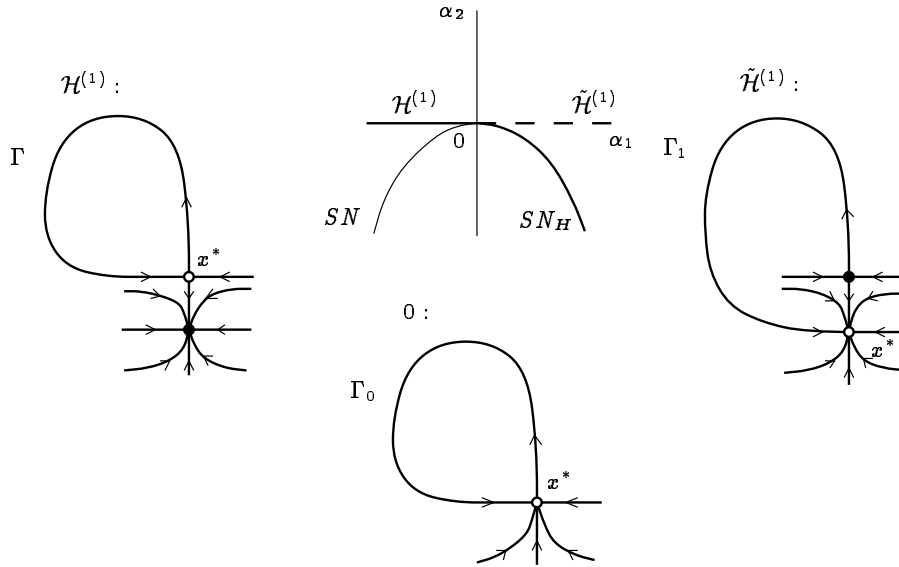 α₂
𝓗⁽¹⁾ :
𝓗⁽¹⁾
𝓗̃⁽¹⁾
𝓗̃⁽¹⁾ :
Γ
0
α₁
Γ₁
SN
SN_H
x*
0 :
x*
Γ₀
x*